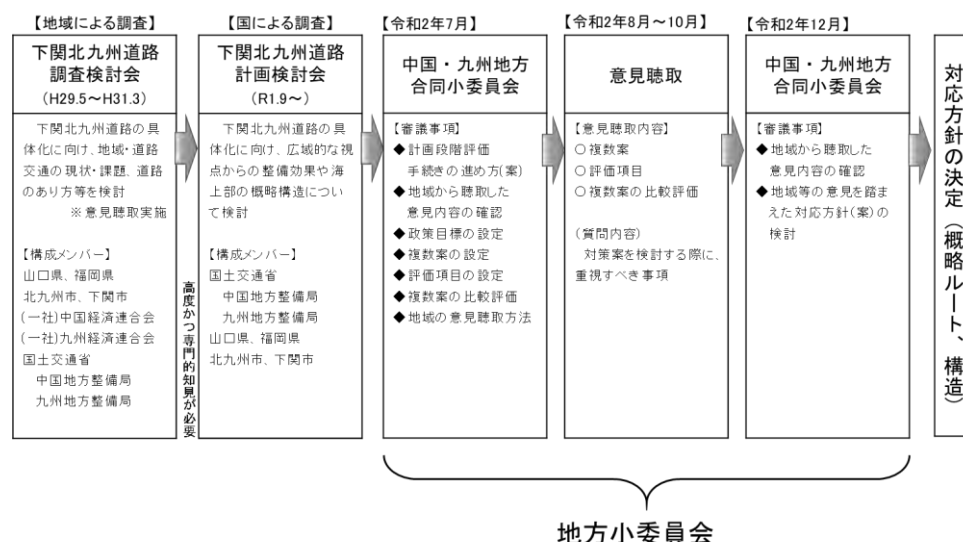 【地域による調査】
下関北九州道路
調査検討会
(H29.5～H31.3)
下関北九州道路の具
体化に向け、地域・道路
交通の現状・課題、道路
のあり方等を検討
※意見聴取実施
【構成メンバー】
山口県、福岡県
北九州市、下関市
(一社)中国経済連合会
(一社)九州経済連合会
国土交通省
中国地方整備局
九州地方整備局
高度かつ専門的知見が必要
【国による調査】
下関北九州道路
計画検討会
(R1.9～)
下関北九州道路の具
体化に向け、広域的な視
点からの整備効果や海
上部の概略構造につい
て検討
【構成メンバー】
国土交通省
中国地方整備局
九州地方整備局
山口県、福岡県
北九州市、下関市
【令和2年7月】
中国・九州地方
合同小委員会
【審議事項】
◆計画段階評価
手続きの進め方(案)
◆地域から聴取した
意見内容の確認
◆政策目標の設定
◆複数案の設定
◆評価項目の設定
◆複数案の比較評価
◆地域の意見聴取方法
【令和2年8月～10月】
意見聴取
【意見聴取内容】
○複数案
○評価項目
○複数案の比較評価
(質問内容)
対策案を検討する際に、
重視すべき事項
【令和2年12月】
中国・九州地方
合同小委員会
【審議事項】
◆地域から聴取した
意見内容の確認
◆地域等の意見を踏ま
えた対応方針(案)の
検討
対応方針の決定(概略ルート、構造)
地方小委員会